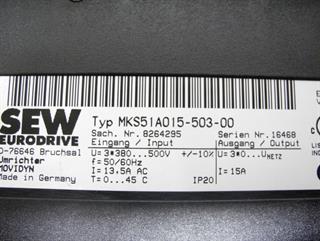 SEW
EURODRIVE
D-76646 Bruchsal
Umrichter
MOVIDYN
Made in Germany
Typ MKS51A015-503-00
Sach. Nr. 8264295 Serien Nr. 16468
Eingang / Input Ausgang / Output
U= 3*380...500V +/-10% U= 3*0...UNETZ
f= 50/60Hz
I= 13.5A AC I= 15A
T= 0...45 C IP20